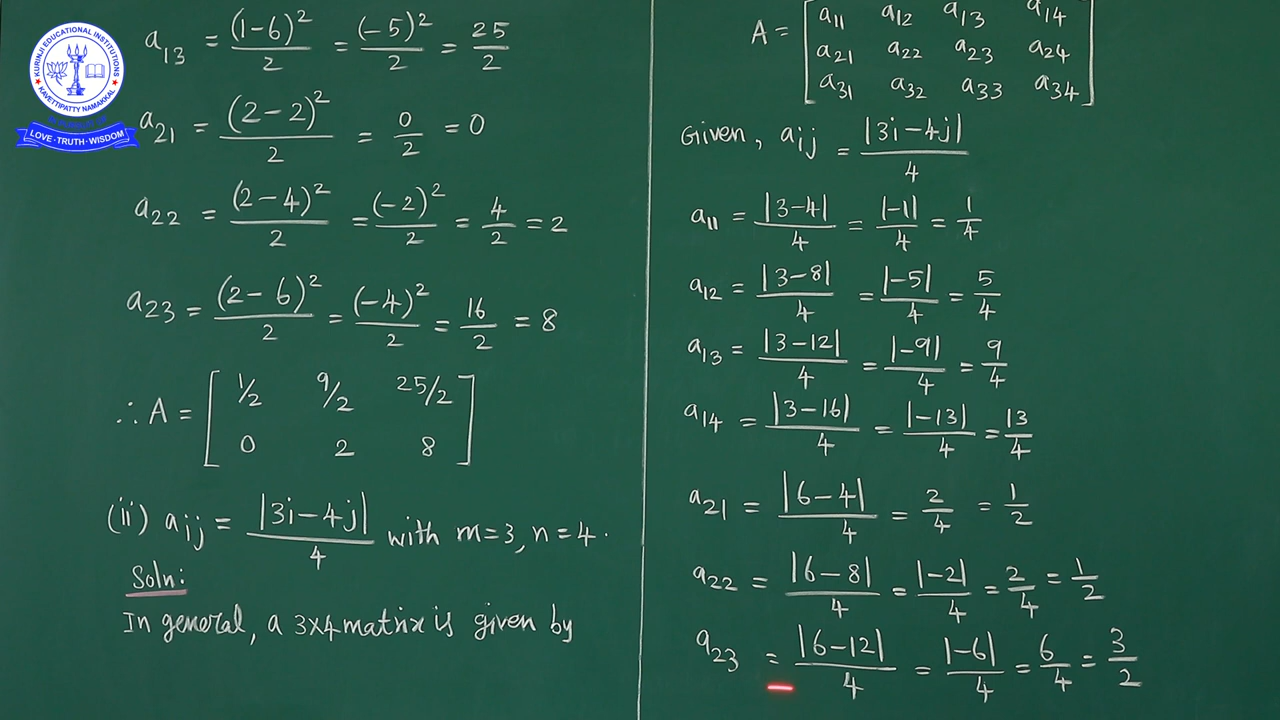 KURINJI EDUCATIONAL INSTITUTIONS
KAVETTIPATTY NAMAKKAL
LOVE - TRUTH - WISDOM
a₁₃ = (1-6)²/2 = (-5)²/2 = 25/2
a₂₁ = (2-2)²/2 = 0/2 = 0
a₂₂ = (2-4)²/2 = (-2)²/2 = 4/2 = 2
a₂₃ = (2-6)²/2 = (-4)²/2 = 16/2 = 8
∴ A = [ 1/2 9/2 25/2
0 2 8 ]
(ii) aᵢⱼ = |3i-4j|/4 with m=3, n=4.
Soln:
In general, a 3×4 matrix is given by
A = [ a₁₁ a₁₂ a₁₃ a₁₄
a₂₁ a₂₂ a₂₃ a₂₄
a₃₁ a₃₂ a₃₃ a₃₄ ]
Given, aᵢⱼ = |3i-4j|/4
a₁₁ = |3-4|/4 = |-1|/4 = 1/4
a₁₂ = |3-8|/4 = |-5|/4 = 5/4
a₁₃ = |3-12|/4 = |-9|/4 = 9/4
a₁₄ = |3-16|/4 = |-13|/4 = 13/4
a₂₁ = |6-4|/4 = 2/4 = 1/2
a₂₂ = |6-8|/4 = |-2|/4 = 2/4 = 1/2
a₂₃ = |6-12|/4 = |-6|/4 = 6/4 = 3/2